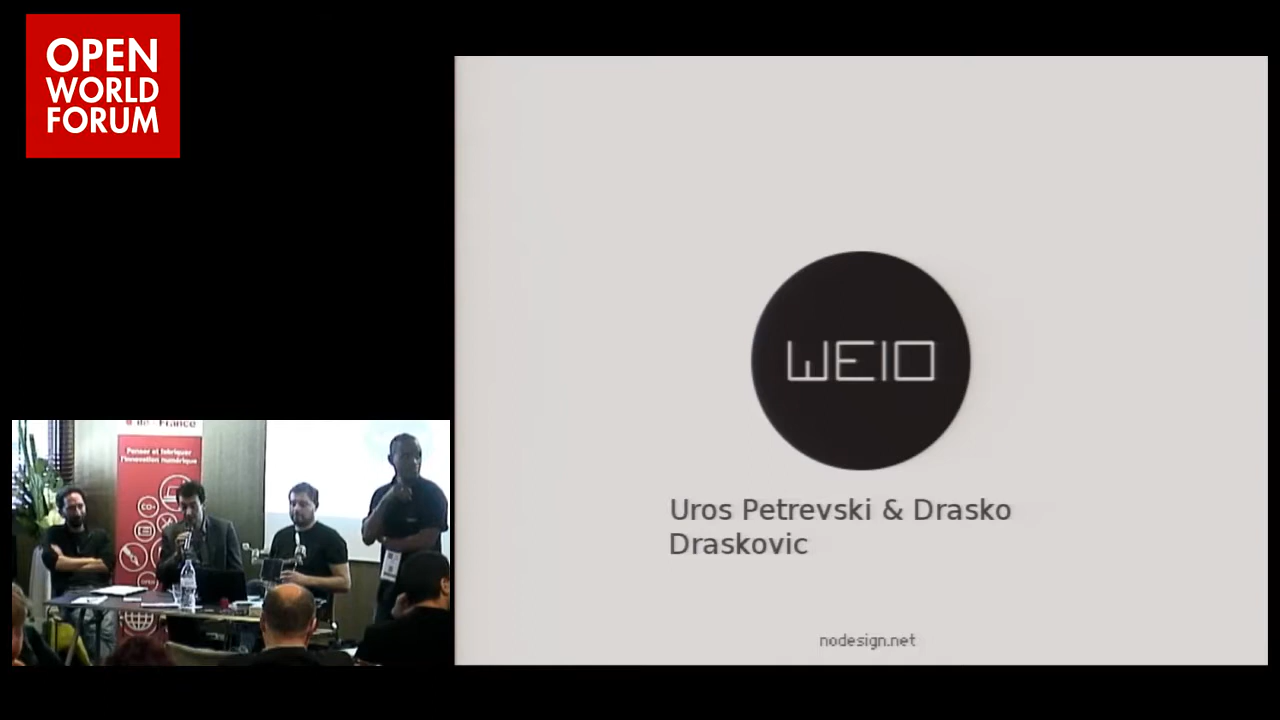 OPEN
WORLD
FORUM
WEIO
Uros Petrevski & Drasko
Draskovic
nodesign.net
France
Penser et fabriquer
l'innovation numérique